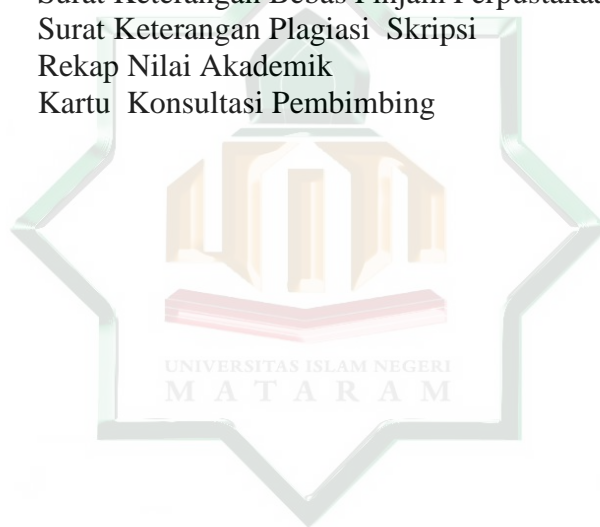 Surat Keterangan Bebas Pinjam
Surat Keterangan Plagiasi Skripsi
Rekap Nilai Akademik
Kartu Konsultasi Pembimbing
UNIVERSITAS ISLAM NEGERI
MATARAM